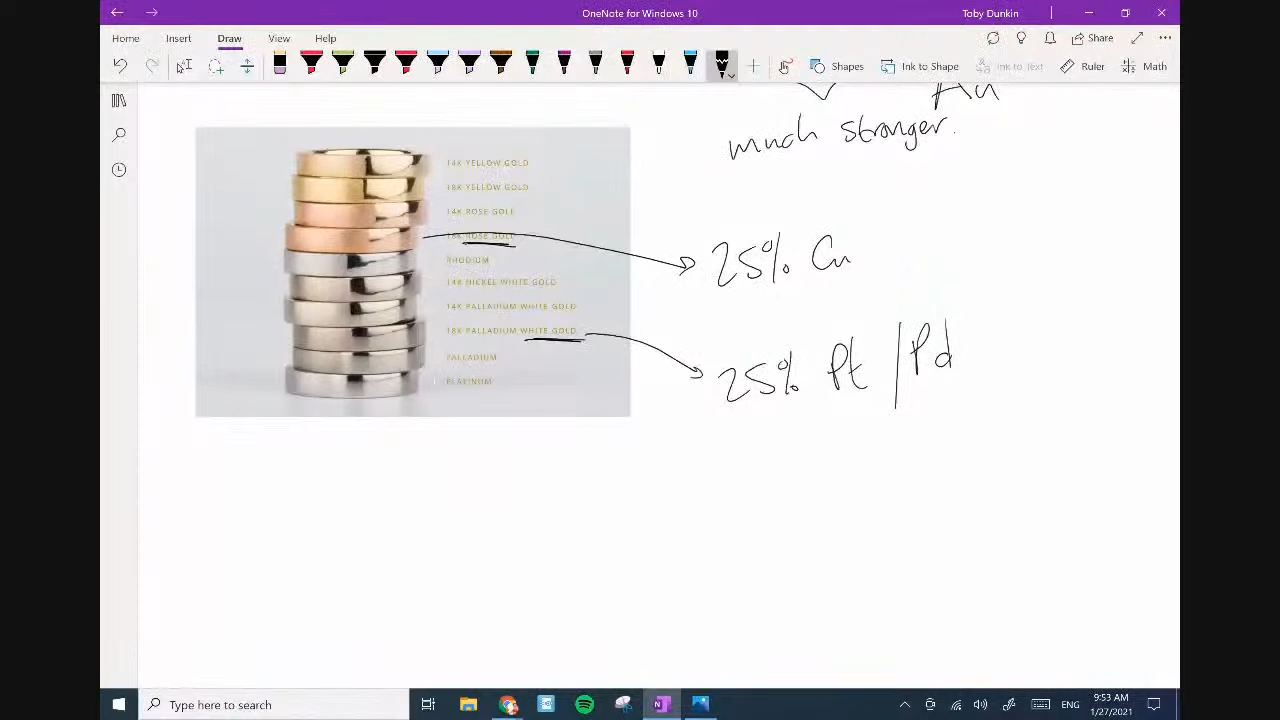 OneNote for Windows 10
Toby Dunkin
Home Insert Draw View Help
Share
Shapes
Ink to Shape
Ink to Text
Ruler
Math
Au
much stronger.
14K YELLOW GOLD
18K YELLOW GOLD
14K ROSE GOLD
18K ROSE GOLD
RHODIUM
14K NICKEL WHITE GOLD
14K PALLADIUM WHITE GOLD
18K PALLADIUM WHITE GOLD
PALLADIUM
PLATINUM
25% Cu
25% Pt / Pd
Type here to search
ENG
9:53 AM
1/27/2021